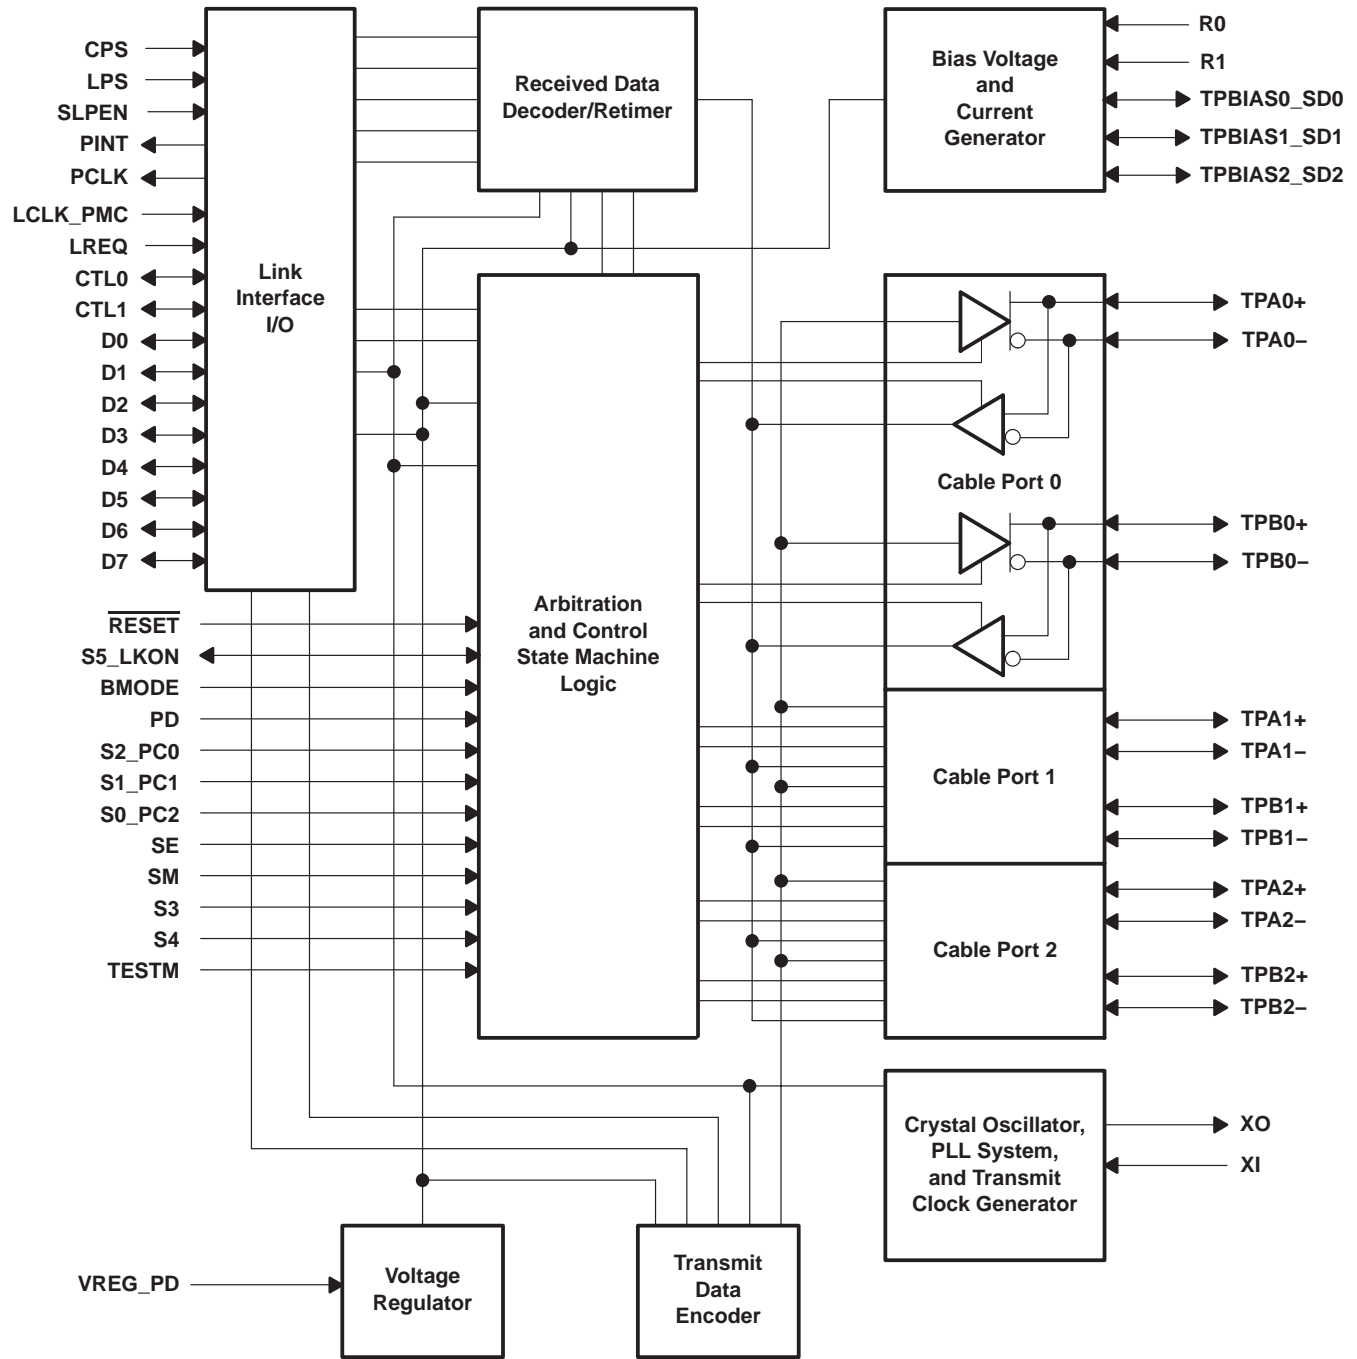 CPS
LPS
SLPEN
PINT
PCLK
LCLK_PMC
LREQ
CTL0
CTL1
D0
D1
D2
D3
D4
D5
D6
D7
Link
Interface
I/O
Received Data
Decoder/Retimer
Bias Voltage
and
Current
Generator
R0
R1
TPBIAS0_SD0
TPBIAS1_SD1
TPBIAS2_SD2
RESET
S5_LKON
BMODE
PD
S2_PC0
S1_PC1
S0_PC2
SE
SM
S3
S4
TESTM
Arbitration
and Control
State Machine
Logic
Cable Port 0
TPA0+
TPA0–
TPB0+
TPB0–
Cable Port 1
TPA1+
TPA1–
TPB1+
TPB1–
Cable Port 2
TPA2+
TPA2–
TPB2+
TPB2–
Crystal Oscillator,
PLL System,
and Transmit
Clock Generator
XO
XI
VREG_PD
Voltage
Regulator
Transmit
Data
Encoder